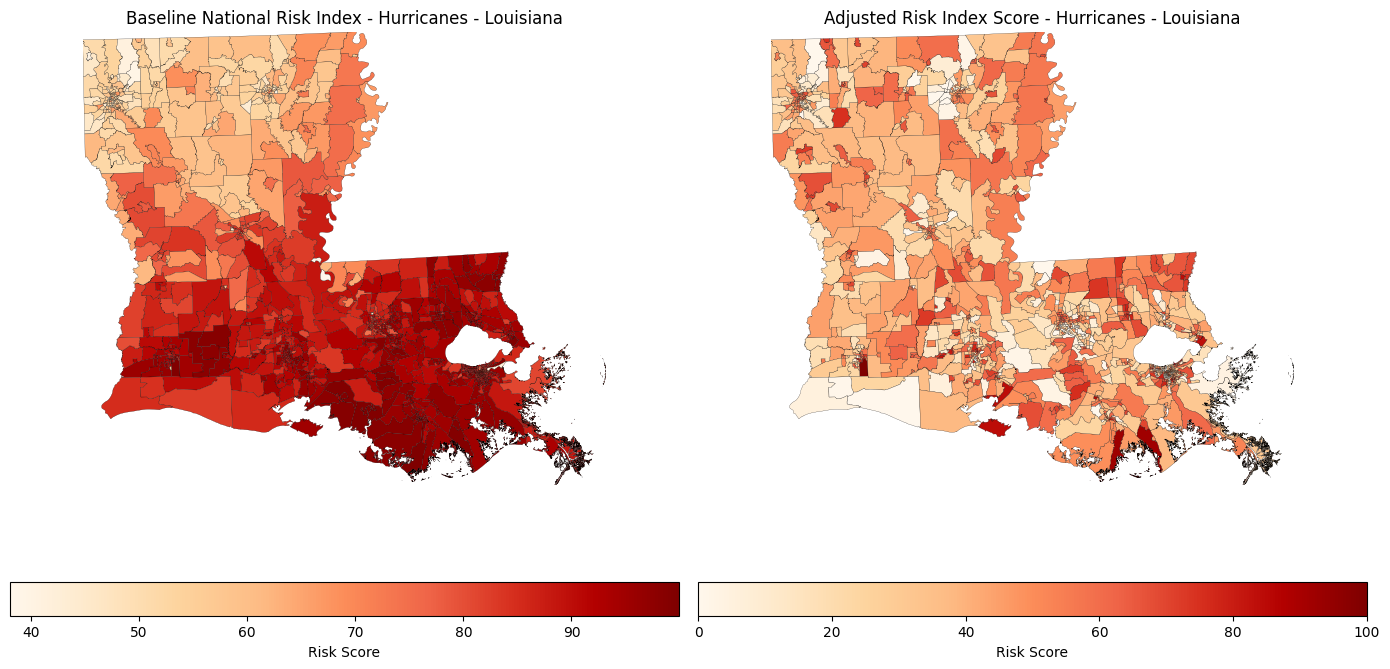 Baseline National Risk Index - Hurricanes - Louisiana
40 50 60 70 80 90
Risk Score
Adjusted Risk Index Score - Hurricanes - Louisiana
0 20 40 60 80 100
Risk Score